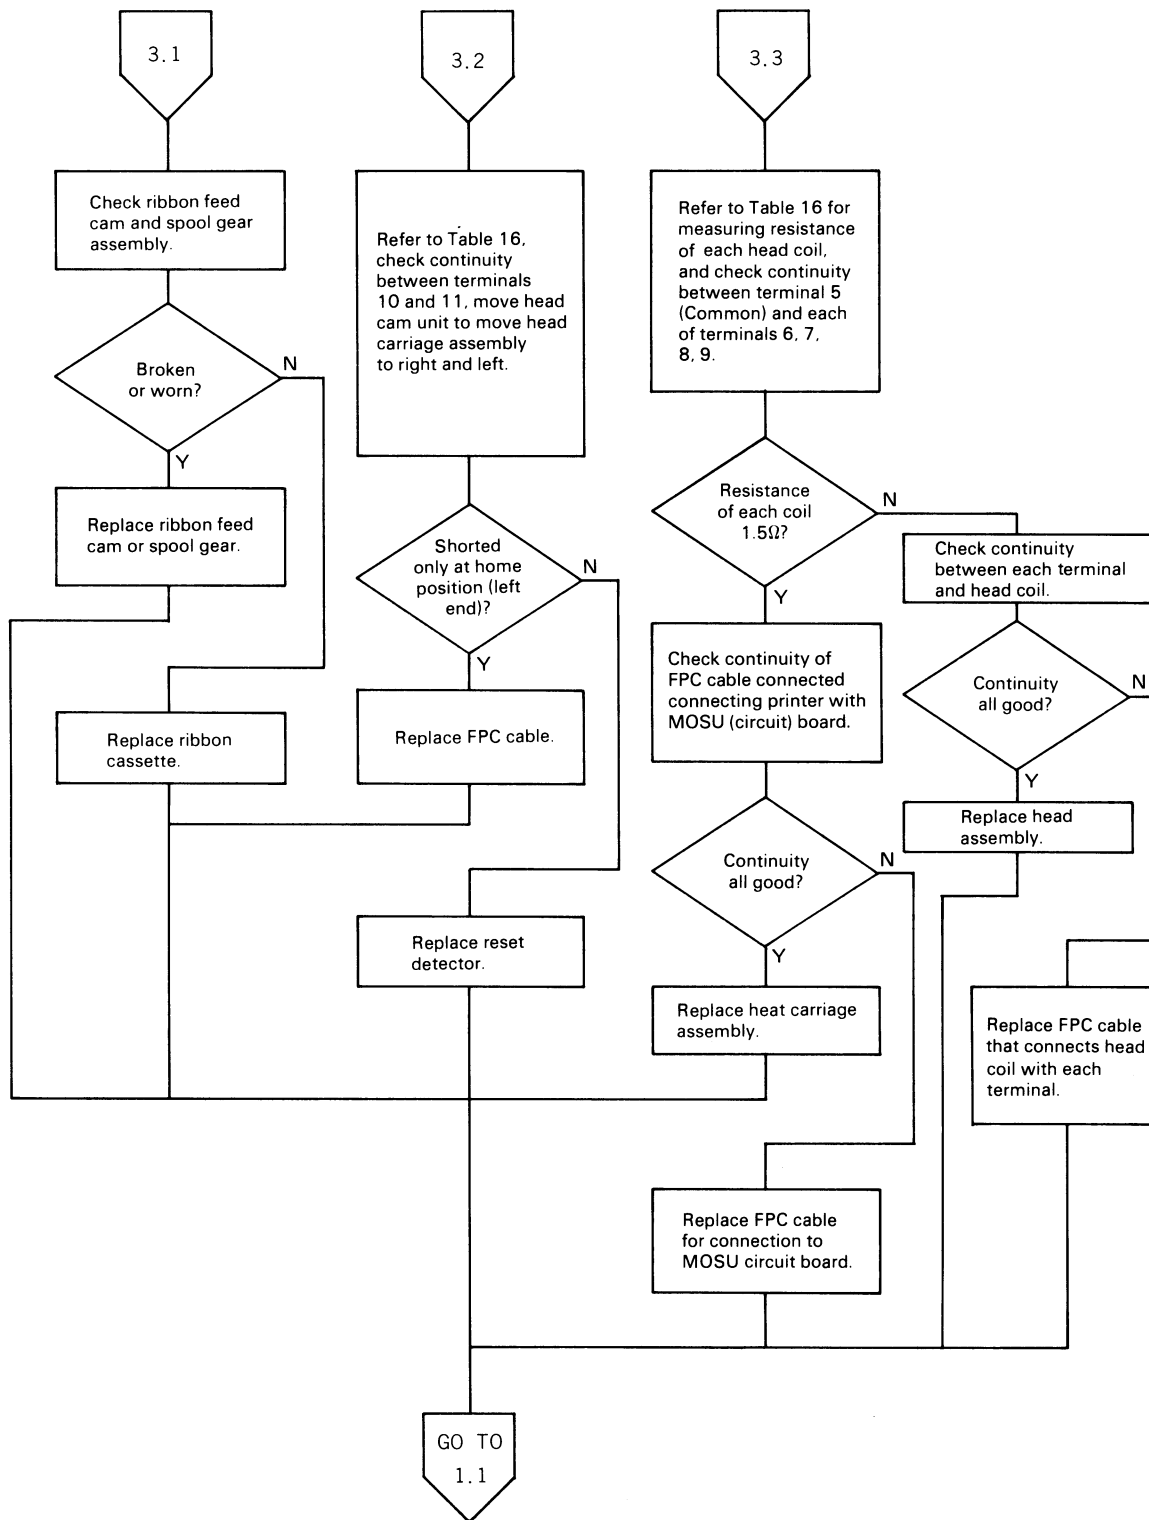 3.1
Check ribbon feed
cam and spool gear
assembly.
Broken
or worn?
N
Y
Replace ribbon feed
cam or spool gear.
Replace ribbon
cassette.
3.2
Refer to Table 16,
check continuity
between terminals
10 and 11, move head
cam unit to move head
carriage assembly
to right and left.
Shorted
only at home
position (left
end)?
N
Y
Replace FPC cable.
Replace reset
detector.
3.3
Refer to Table 16 for
measuring resistance
of each head coil,
and check continuity
between terminal 5
(Common) and each
of terminals 6, 7,
8, 9.
Resistance
of each coil
1.5Ω?
N
Y
Check continuity of
FPC cable connected
connecting printer with
MOSU (circuit) board.
Continuity
all good?
N
Y
Replace heat carriage
assembly.
Replace FPC cable
for connection to
MOSU circuit board.
Check continuity
between each terminal
and head coil.
Continuity
all good?
N
Y
Replace head
assembly.
Replace FPC cable
that connects head
coil with each
terminal.
GO TO
1.1